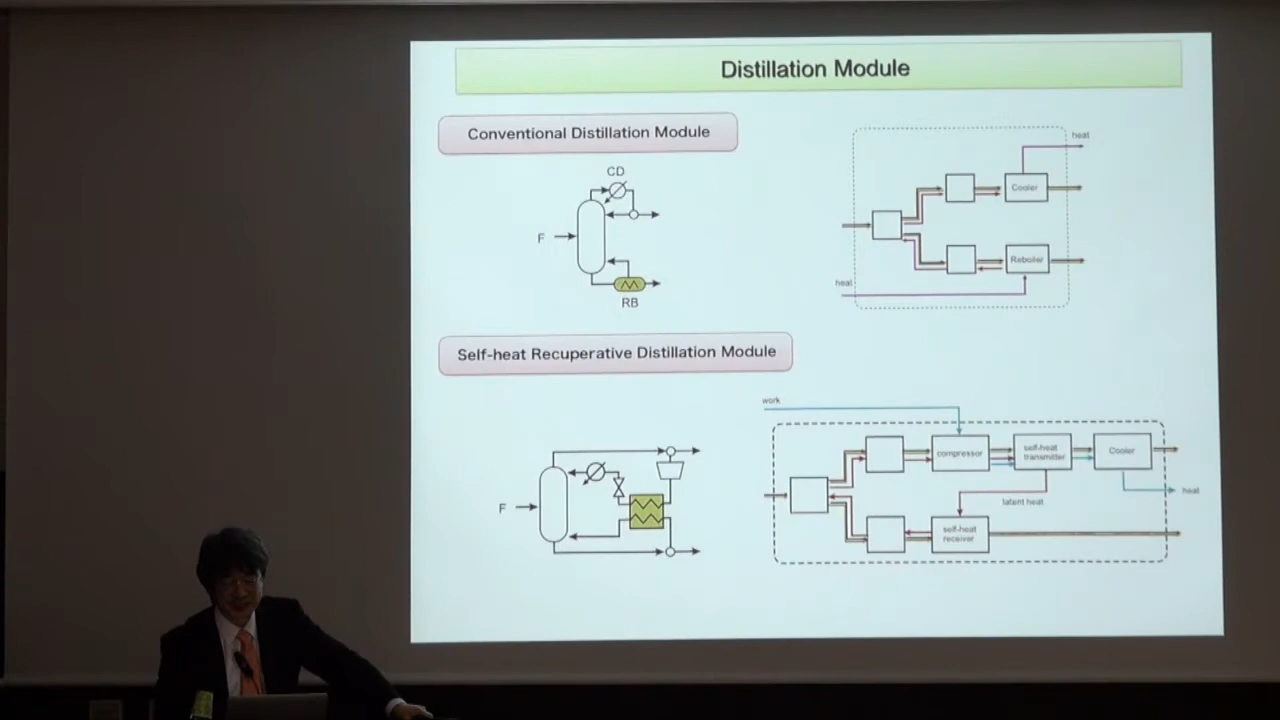 Distillation Module
Conventional Distillation Module
CD
F
RB
heat
Cooler
Reboiler
heat
Self-heat Recuperative Distillation Module
F
work
compressor
self-heat
transmitter
Cooler
latent heat
heat
self-heat
receiver